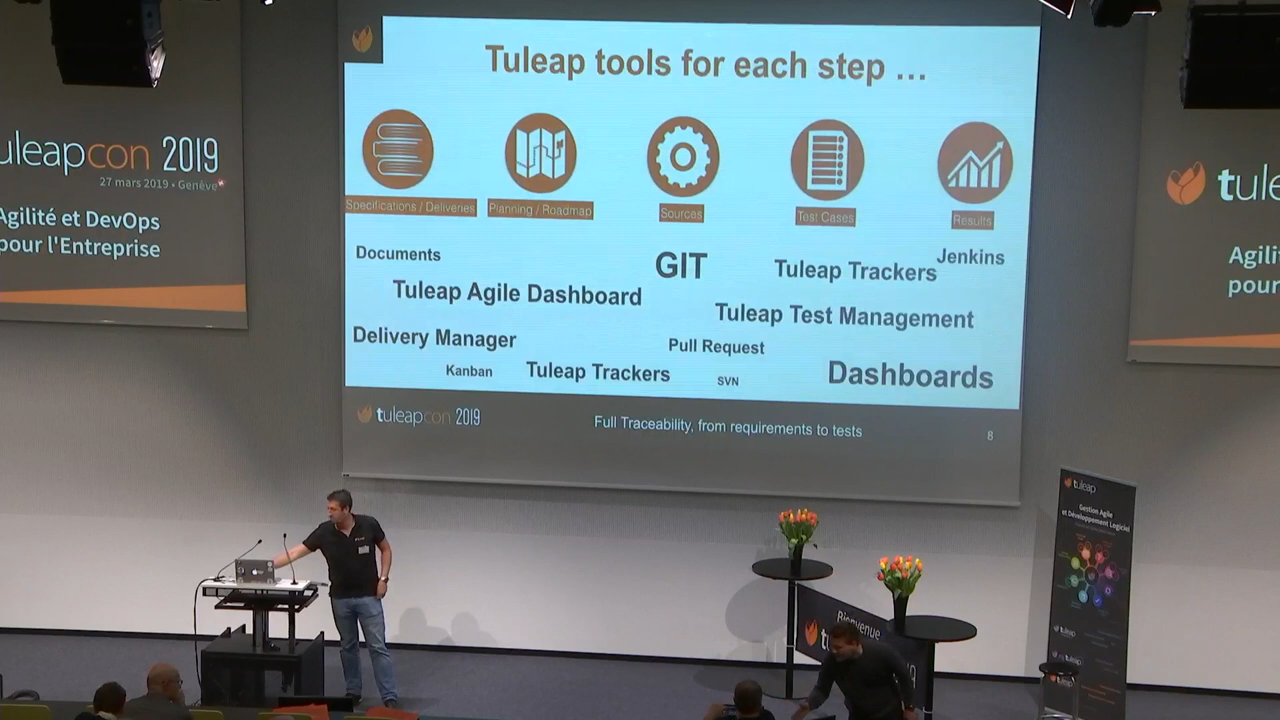 uleapcon 2019
27 mars 2019 • Genève
Agilité et DevOps
pour l'Entreprise
Tuleap tools for each step ...
Specifications / Deliveries
Planning / Roadmap
Sources
Test Cases
Results
Documents
GIT
Tuleap Trackers
Jenkins
Tuleap Agile Dashboard
Tuleap Test Management
Delivery Manager
Pull Request
Kanban
Tuleap Trackers
SVN
Dashboards
tuleapcon 2019
Full Traceability, from requirements to tests
8
tule
Agili
pour
tuleap
Gestion Agile
et Développement Logiciel
Bienvenue